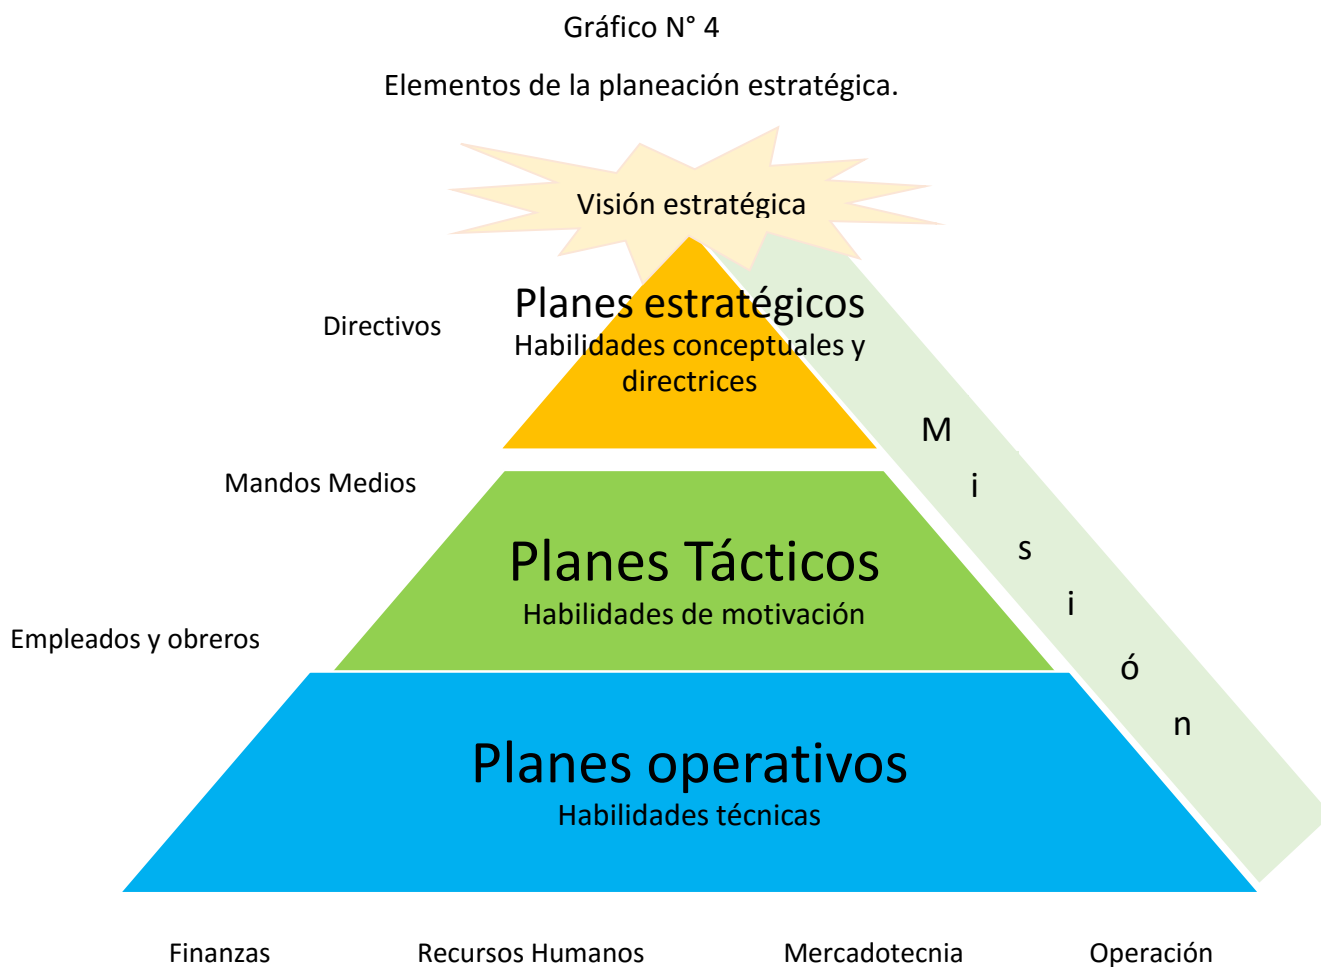 Gráfico N° 4
Elementos de la planeación estratégica.
Visión estratégica
Planes estratégicos
Habilidades conceptuales y
directrices
Directivos
Misión
Mandos Medios
Planes Tácticos
Habilidades de motivación
Empleados y obreros
Planes operativos
Habilidades técnicas
Finanzas
Recursos Humanos
Mercadotecnia
Operación